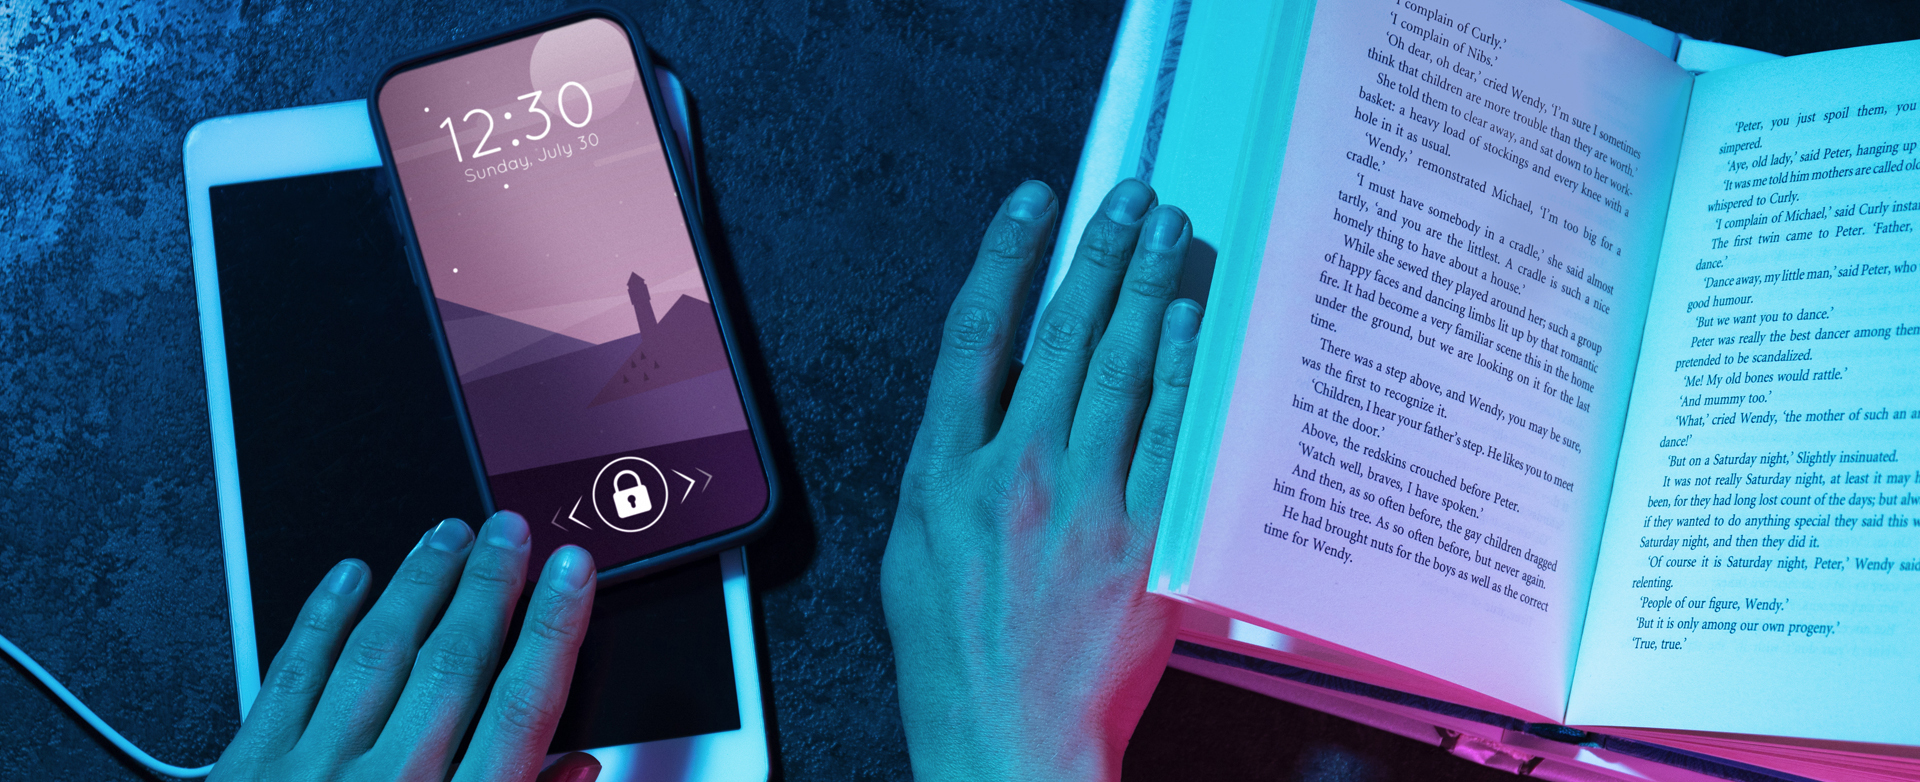 12:30
Sunday, July 30
'I complain of Curly.'
'I complain of Nibs.'
'Oh dear, oh dear,' cried Wendy, 'I'm sure I sometimes
think that children are more trouble than they are worth.'
She told them to clear away, and sat down to her work-
basket: a heavy load of stockings and every knee with a
hole in it as usual.
'Wendy,' remonstrated Michael, 'I'm too big for a
cradle.'
'I must have somebody in a cradle,' she said almost
tartly, 'and you are the littlest. A cradle is such a nice
homely thing to have about a house.'
While she sewed they played around her; such a group
of happy faces and dancing limbs lit up by that romantic
fire. It had become a very familiar scene this in the home
under the ground, but we are looking on it for the last
time.
There was a step above, and Wendy, you may be sure,
was the first to recognize it.
'Children, I hear your father's step. He likes you to meet
him at the door.'
Above, the redskins crouched before Peter.
'Watch well, braves, I have spoken.'
And then, as so often before, the gay children dragged
him from his tree. As so often before, but never again.
He had brought nuts for the boys as well as the correct
time for Wendy.
'Peter, you just spoil them, you
simpered.
'Aye, old lady,' said Peter, hanging up
'It was me told him mothers are called old
whispered to Curly.
'I complain of Michael,' said Curly
The first twin came to Peter. 'Father,
dance.'
'Dance away, my little man,' said Peter, who
good humour.
'But we want you to dance.'
Peter was really the best dancer among
pretended to be scandalized.
'Me! My old bones would rattle.'
'And mummy too.'
'What,' cried Wendy, 'the mother of such an
dance!'
'But on a Saturday night,' Slightly insinuated.
It was not really Saturday night, at least it may
been, for they had long lost count of the days; but
if they wanted to do anything special they said this
Saturday night, and then they did it.
'Of course it is Saturday night, Peter,' Wendy said
relenting.
'People of our figure, Wendy.'
'But it is only among our own progeny.'
'True, true.'